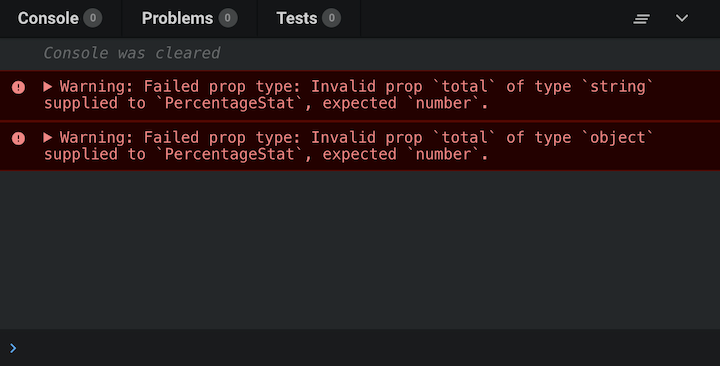 Console 0 Problems 0 Tests 0
Console was cleared
Warning: Failed prop type: Invalid prop `total` of type `string`
supplied to `PercentageStat`, expected `number`.
Warning: Failed prop type: Invalid prop `total` of type `object`
supplied to `PercentageStat`, expected `number`.